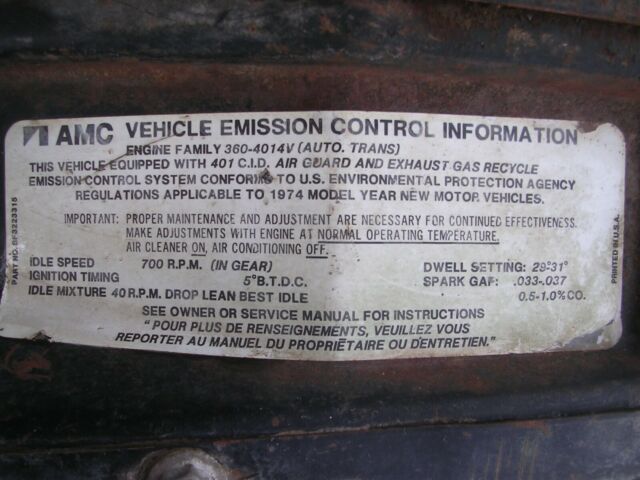 AMC VEHICLE EMISSION CONTROL INFORMATION
ENGINE FAMILY 360-4014V (AUTO. TRANS)
THIS VEHICLE EQUIPPED WITH 401 C.I.D. AIR GUARD AND EXHAUST GAS RECYCLE
EMISSION CONTROL SYSTEM CONFORMS TO U.S. ENVIRONMENTAL PROTECTION AGENCY
REGULATIONS APPLICABLE TO 1974 MODEL YEAR NEW MOTOR VEHICLES.
IMPORTANT: PROPER MAINTENANCE AND ADJUSTMENT ARE NECESSARY FOR CONTINUED EFFECTIVENESS.
MAKE ADJUSTMENTS WITH ENGINE AT NORMAL OPERATING TEMPERATURE.
AIR CLEANER ON, AIR CONDITIONING OFF.
IDLE SPEED 700 R.P.M. (IN GEAR) DWELL SETTING: 29°31°
IGNITION TIMING 5° B.T.D.C. SPARK GAP: .033-.037
IDLE MIXTURE 40 R.P.M. DROP LEAN BEST IDLE 0.5-1.0% CO.
SEE OWNER OR SERVICE MANUAL FOR INSTRUCTIONS
"POUR PLUS DE RENSEIGNEMENTS, VEUILLEZ VOUS
REPORTER AU MANUEL DU PROPRIÉTAIRE OU D'ENTRETIEN."
PART NO.
PRINTED IN U.S.A.